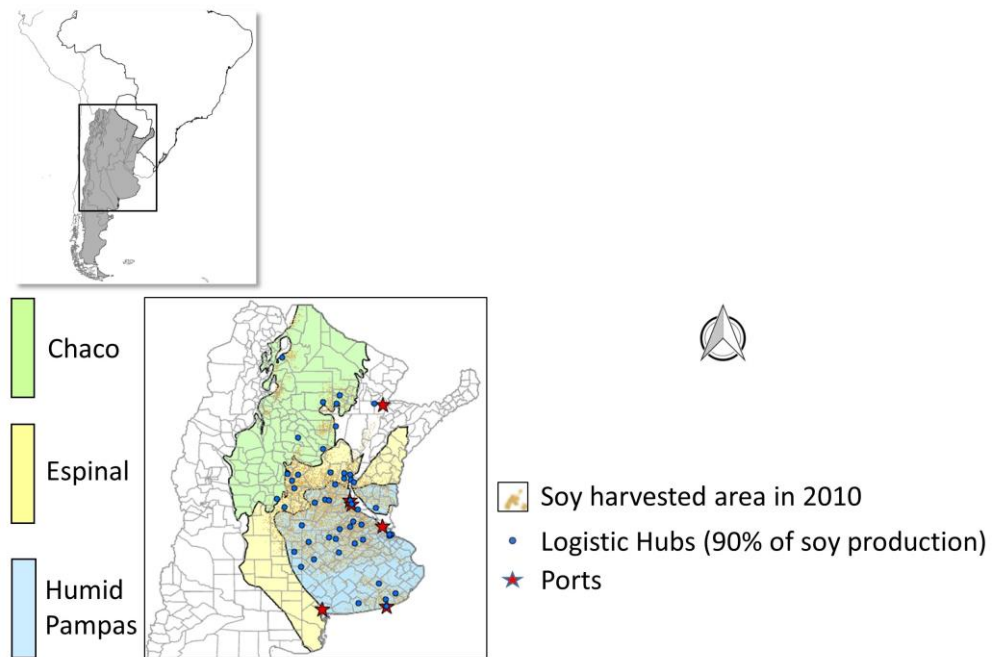 Chaco
Espinal
Humid
Pampas
Soy harvested area in 2010
Logistic Hubs (90% of soy production)
Ports